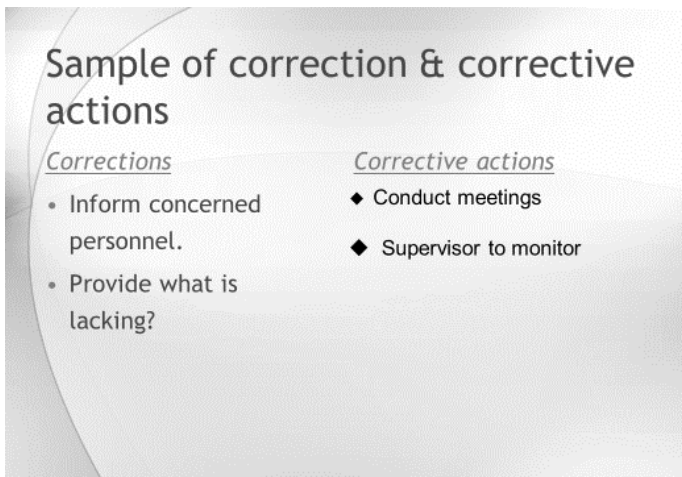 Sample of correction & corrective
actions
Corrections
• Inform concerned
personnel.
• Provide what is
lacking?
Corrective actions
◆ Conduct meetings
◆ Supervisor to monitor